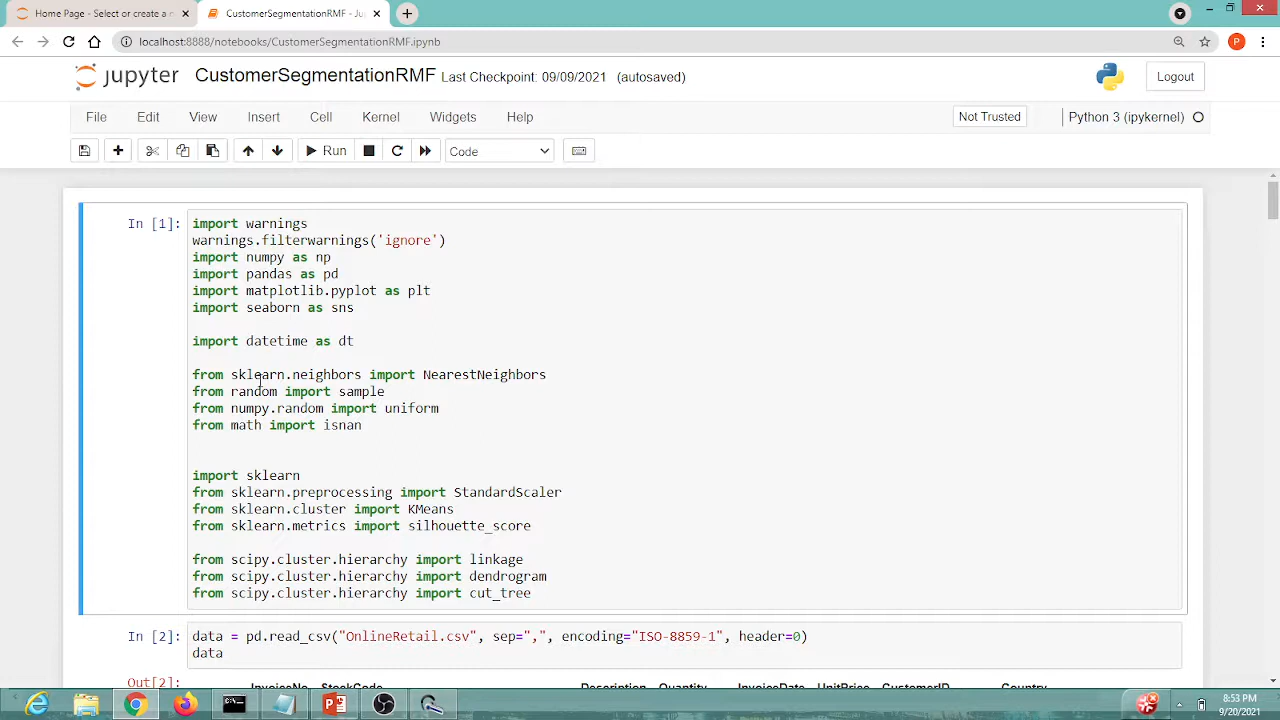 Home Page - Select or create a n
CustomerSegmentationRMF - Ju
localhost:8888/notebooks/CustomerSegmentationRMF.ipynb
P
jupyter CustomerSegmentationRMF Last Checkpoint: 09/09/2021 (autosaved)
Logout
File Edit View Insert Cell Kernel Widgets Help
Not Trusted
Python 3 (ipykernel)
Run
Code
In [1]:
import warnings
warnings.filterwarnings('ignore')
import numpy as np
import pandas as pd
import matplotlib.pyplot as plt
import seaborn as sns
import datetime as dt
from sklearn.neighbors import NearestNeighbors
from random import sample
from numpy.random import uniform
from math import isnan
import sklearn
from sklearn.preprocessing import StandardScaler
from sklearn.cluster import KMeans
from sklearn.metrics import silhouette_score
from scipy.cluster.hierarchy import linkage
from scipy.cluster.hierarchy import dendrogram
from scipy.cluster.hierarchy import cut_tree
In [2]:
data = pd.read_csv("OnlineRetail.csv", sep=",", encoding="ISO-8859-1", header=0)
data
Out[2]:
InvoiceNo StockCode Description Quantity InvoiceDate UnitPrice CustomerID Country
8:53 PM
9/20/2021